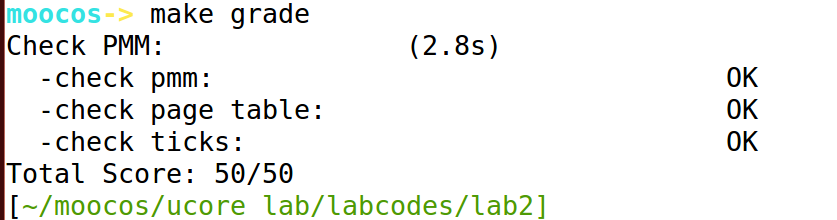 moocos-> make grade
Check PMM:               (2.8s)
  -check pmm:                                OK
  -check page table:                         OK
  -check ticks:                              OK
Total Score: 50/50
[~/moocos/ucore lab/labcodes/lab2]